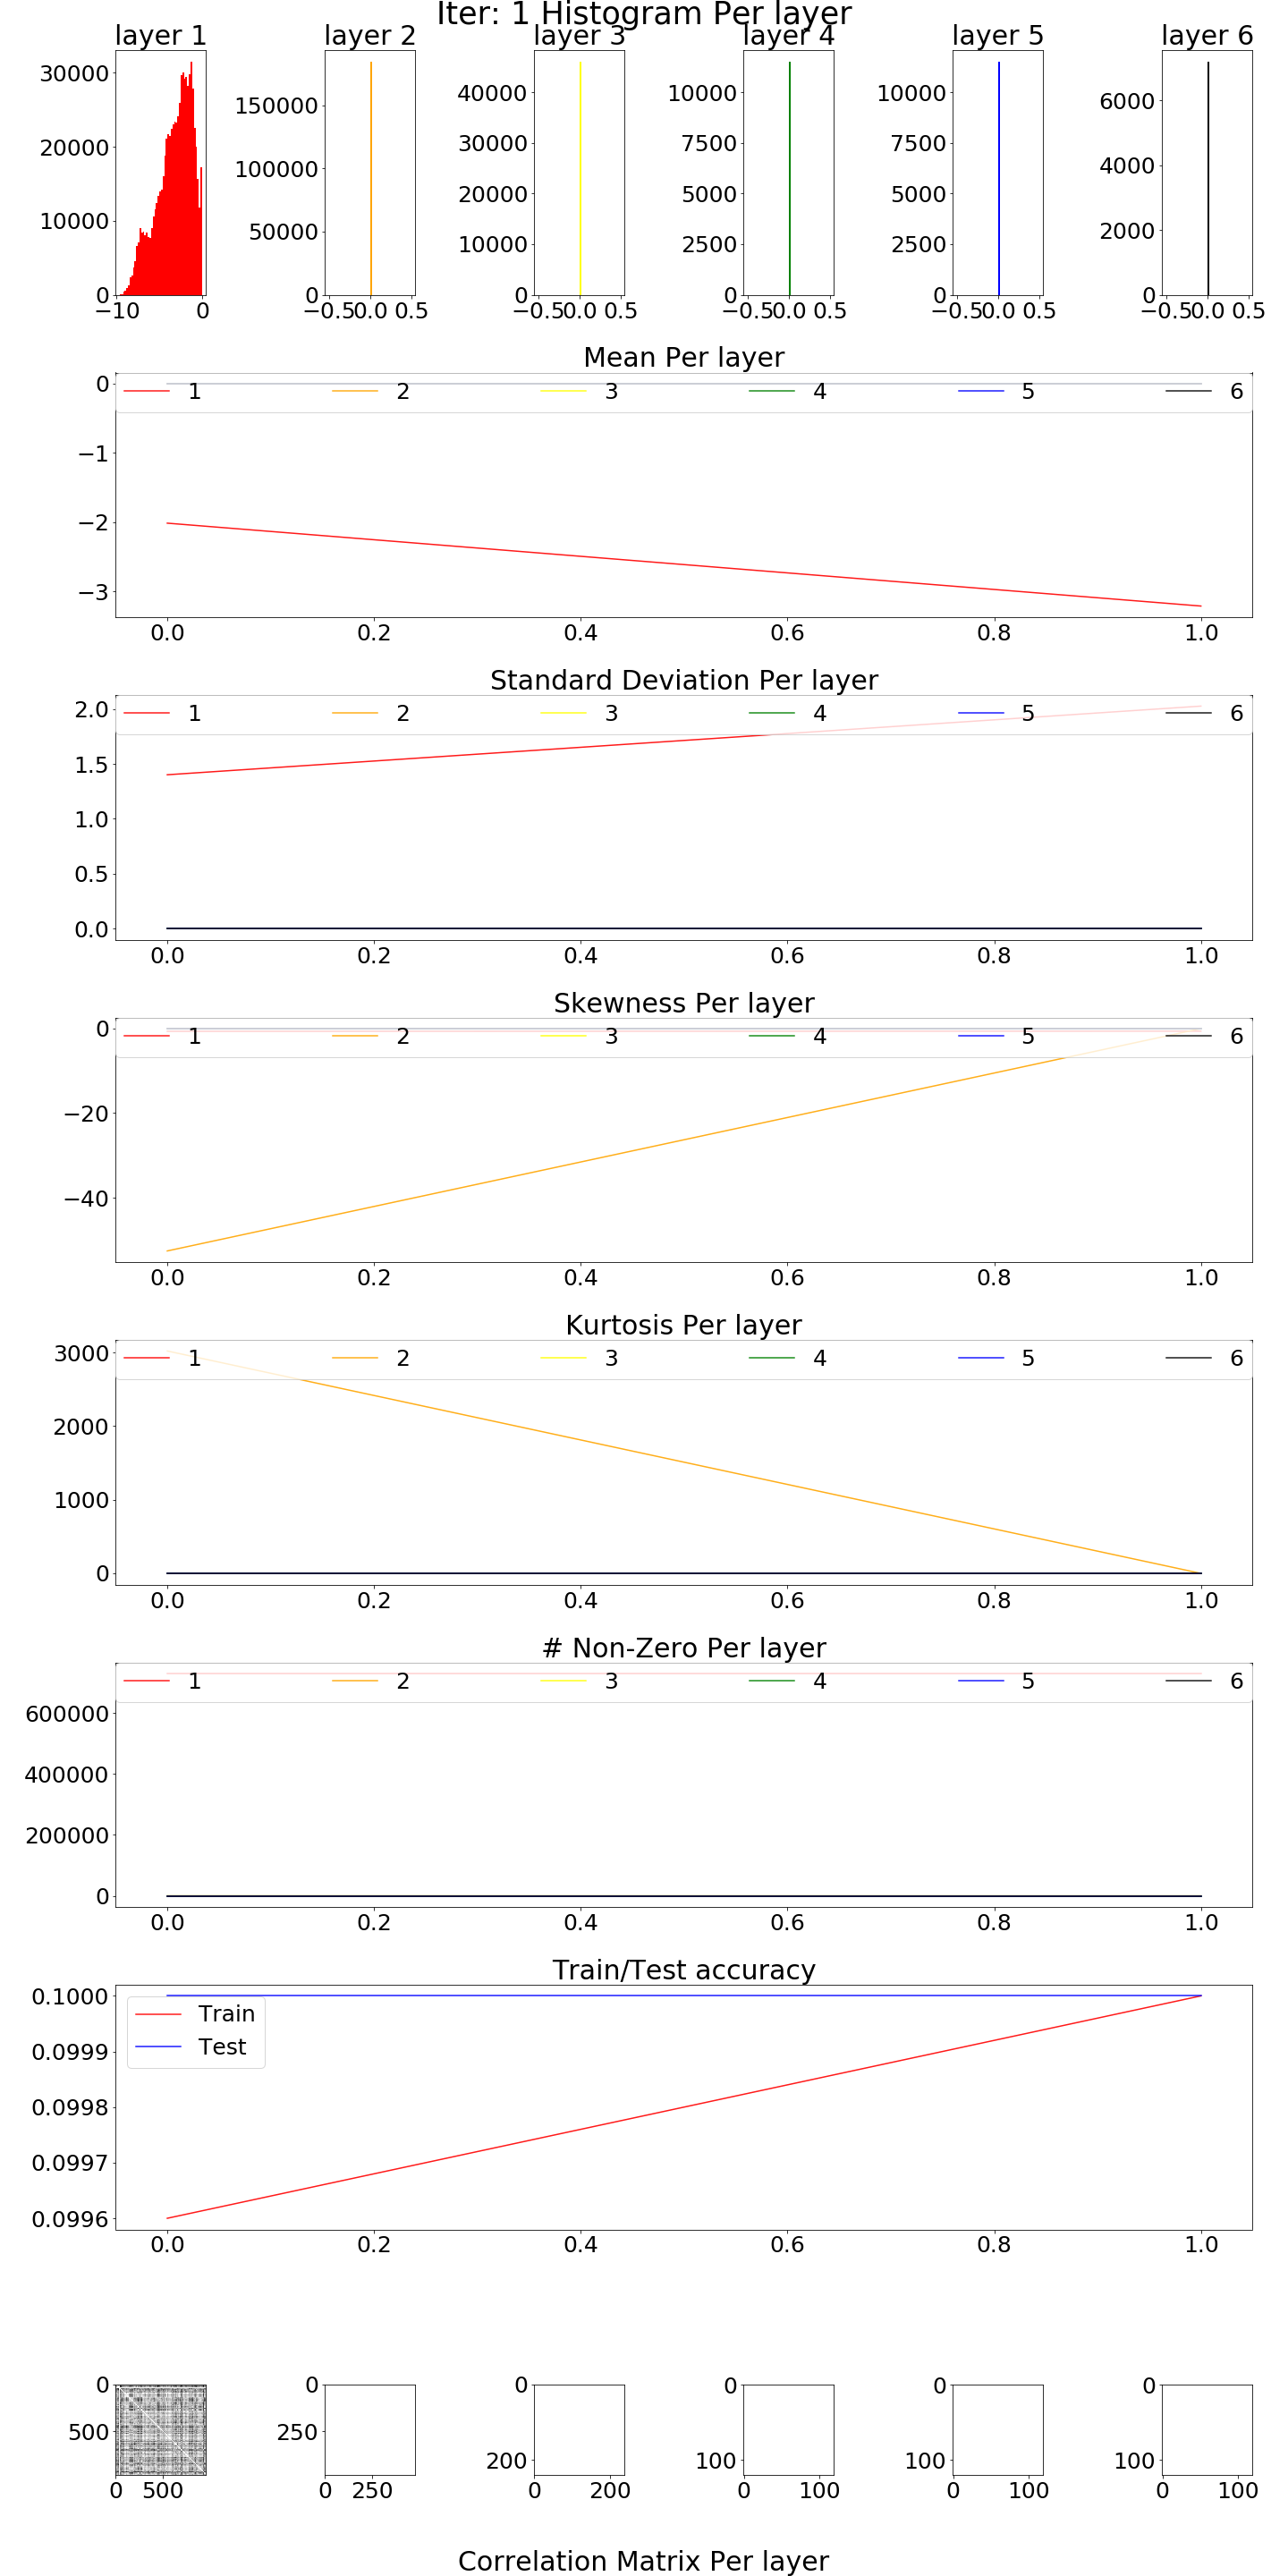 Iter: 1 Histogram Per layer
layer 1 layer 2 layer 3 layer 4 layer 5 layer 6
30000
20000
10000
0
−10 0
150000
100000
50000
0
−0.5 0.0 0.5
40000
30000
20000
10000
0
−0.5 0.0 0.5
10000
7500
5000
2500
0
−0.5 0.0 0.5
10000
7500
5000
2500
0
−0.5 0.0 0.5
6000
4000
2000
0
−0.5 0.0 0.5
Mean Per layer
1 2 3 4 5 6
0
−1
−2
−3
0.0 0.2 0.4 0.6 0.8 1.0
Standard Deviation Per layer
1 2 3 4 5 6
2.0
1.5
1.0
0.5
0.0
0.0 0.2 0.4 0.6 0.8 1.0
Skewness Per layer
1 2 3 4 5 6
0
−20
−40
0.0 0.2 0.4 0.6 0.8 1.0
Kurtosis Per layer
1 2 3 4 5 6
3000
2000
1000
0
0.0 0.2 0.4 0.6 0.8 1.0
# Non-Zero Per layer
1 2 3 4 5 6
600000
400000
200000
0
0.0 0.2 0.4 0.6 0.8 1.0
Train/Test accuracy
Train
Test
0.1000
0.0999
0.0998
0.0997
0.0996
0.0 0.2 0.4 0.6 0.8 1.0
0
500
0 500
0
250
0 250
0
200
0 200
0
100
0 100
0
100
0 100
0
100
0 100
Correlation Matrix Per layer